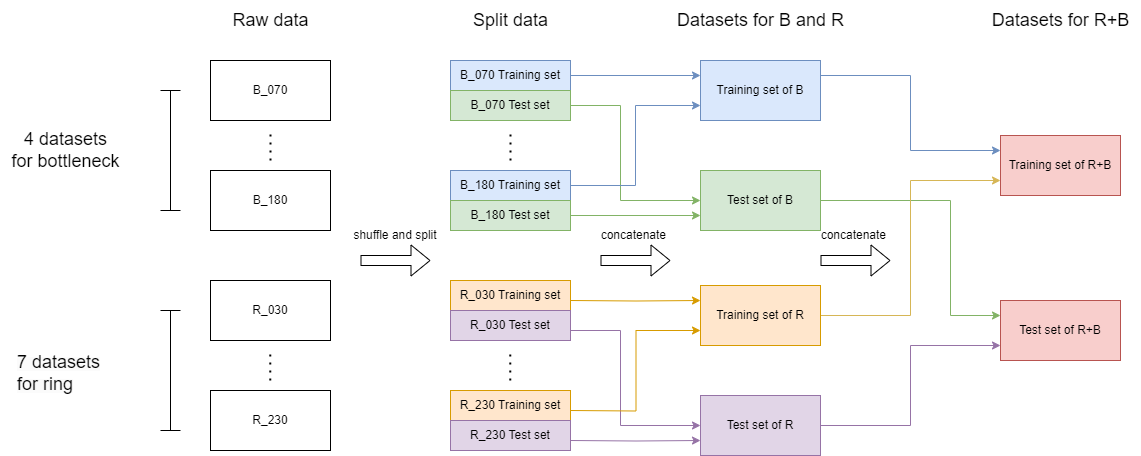 Raw data
Split data
Datasets for B and R
Datasets for R+B
4 datasets
for bottleneck
B_070
B_180
B_070 Training set
B_070 Test set
B_180 Training set
B_180 Test set
Training set of B
Test set of B
Training set of R+B
shuffle and split
concatenate
concatenate
7 datasets
for ring
R_030
R_230
R_030 Training set
R_030 Test set
R_230 Training set
R_230 Test set
Training set of R
Test set of R
Test set of R+B